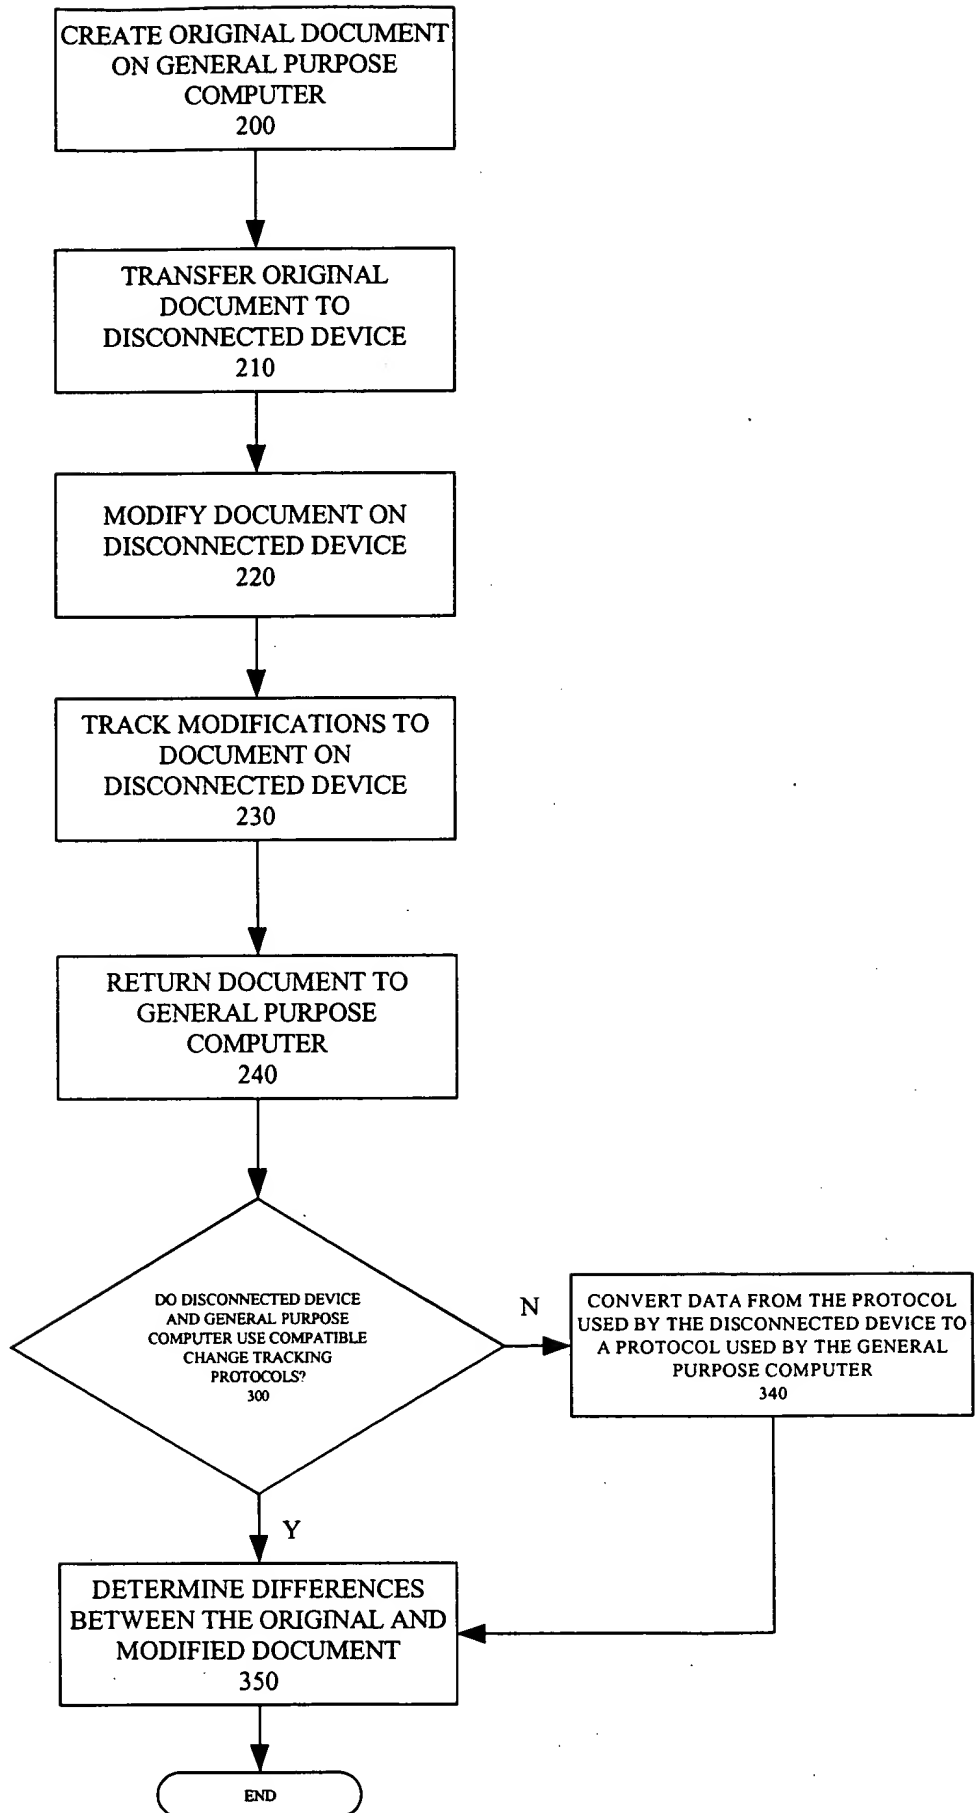 CREATE ORIGINAL DOCUMENT
ON GENERAL PURPOSE
COMPUTER
200
TRANSFER ORIGINAL
DOCUMENT TO
DISCONNECTED DEVICE
210
MODIFY DOCUMENT ON
DISCONNECTED DEVICE
220
TRACK MODIFICATIONS TO
DOCUMENT ON
DISCONNECTED DEVICE
230
RETURN DOCUMENT TO
GENERAL PURPOSE
COMPUTER
240
DO DISCONNECTED DEVICE
AND GENERAL PURPOSE
COMPUTER USE COMPATIBLE
CHANGE TRACKING
PROTOCOLS?
300
N
CONVERT DATA FROM THE PROTOCOL
USED BY THE DISCONNECTED DEVICE TO
A PROTOCOL USED BY THE GENERAL
PURPOSE COMPUTER
340
Y
DETERMINE DIFFERENCES
BETWEEN THE ORIGINAL AND
MODIFIED DOCUMENT
350
END